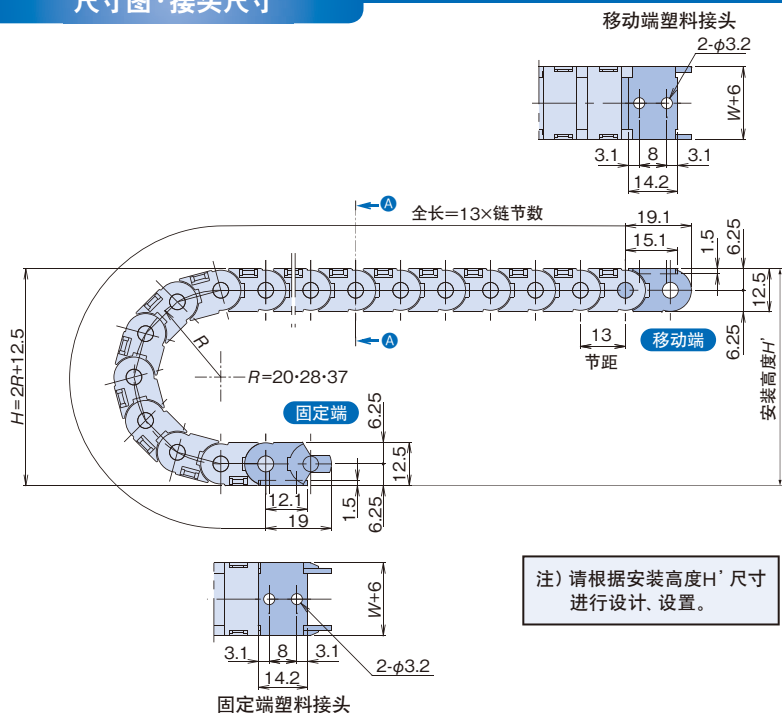 尺寸图·接头尺寸
移动端塑料接头
2-φ3.2
W+6
3.1
8
3.1
14.2
A
全长=13×链节数
19.1
15.1
1.5
6.25
12.5
6.25
A
13
节距
移动端
安装高度H'
H=2R+12.5
R
R=20·28·37
固定端
6.25
12.5
12.1
19
1.5
6.25
注) 请根据安装高度H' 尺寸
进行设计、设置。
W+6
3.1
8
3.1
14.2
2-φ3.2
固定端塑料接头